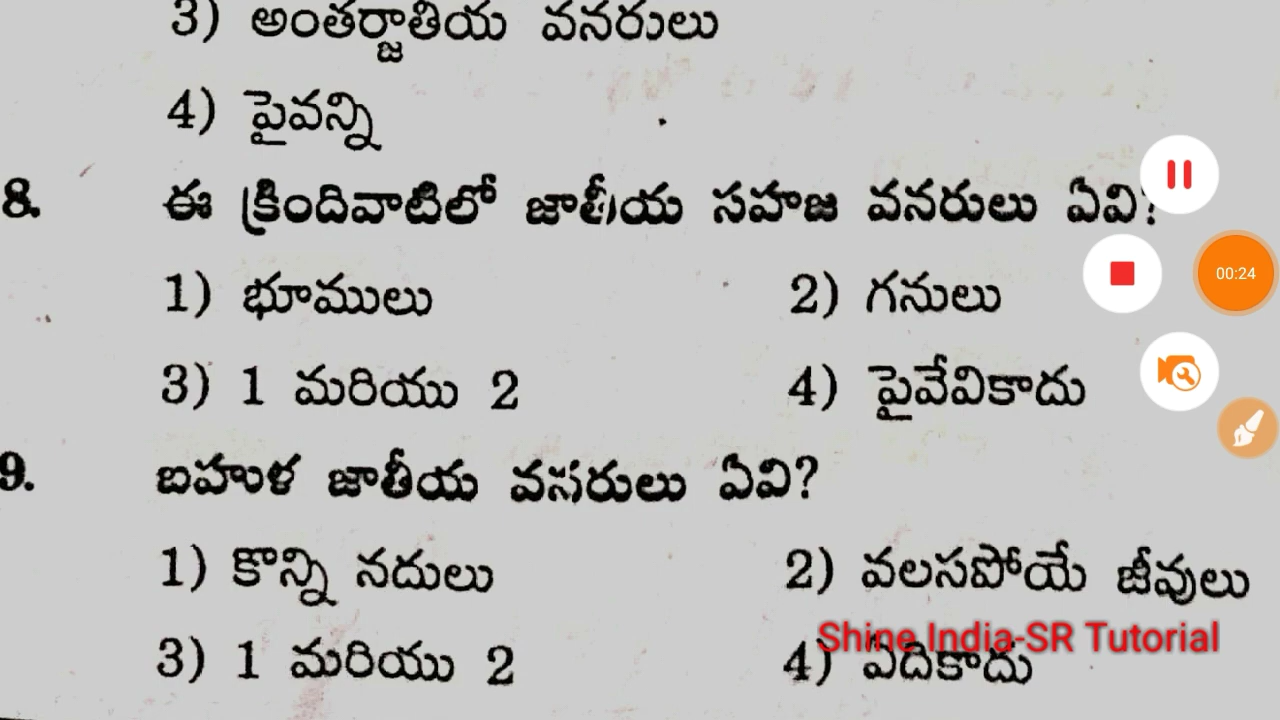 3) అంతర్జాతీయ వనరులు
4) పైవన్ని
8. ఈ క్రిందివాటిలో జాతీయ సహజ వనరులు ఏవి?
1) భూములు 2) గనులు
00:24
3) 1 మరియు 2 4) పైవేవికాదు
9. బహుళ జాతీయ వనరులు ఏవి?
1) కొన్ని నదులు 2) వలసపోయే జీవులు
Shine India-SR Tutorial
3) 1 మరియు 2 4) ఏదికాదు